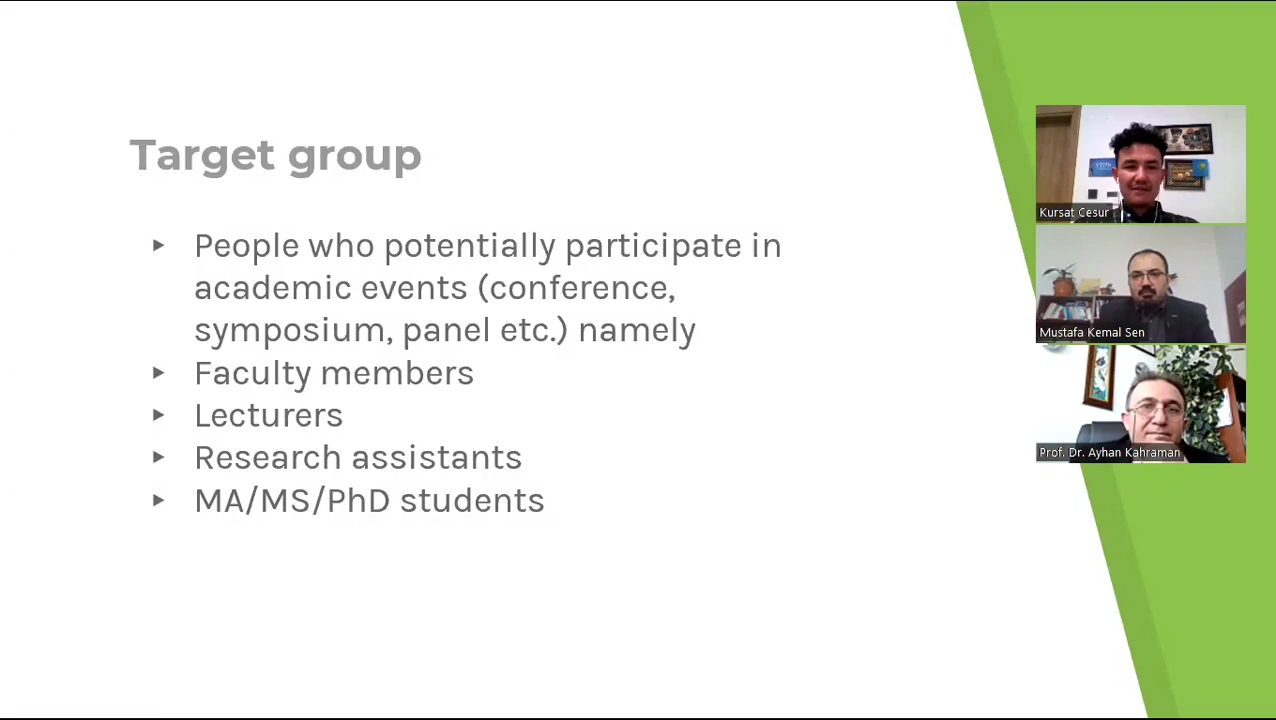 Target group
▸ People who potentially participate in
academic events (conference,
symposium, panel etc.) namely
▸ Faculty members
▸ Lecturers
▸ Research assistants
▸ MA/MS/PhD students
Kursat Cesur
Mustafa Kemal Sen
Prof. Dr. Ayhan Kahraman